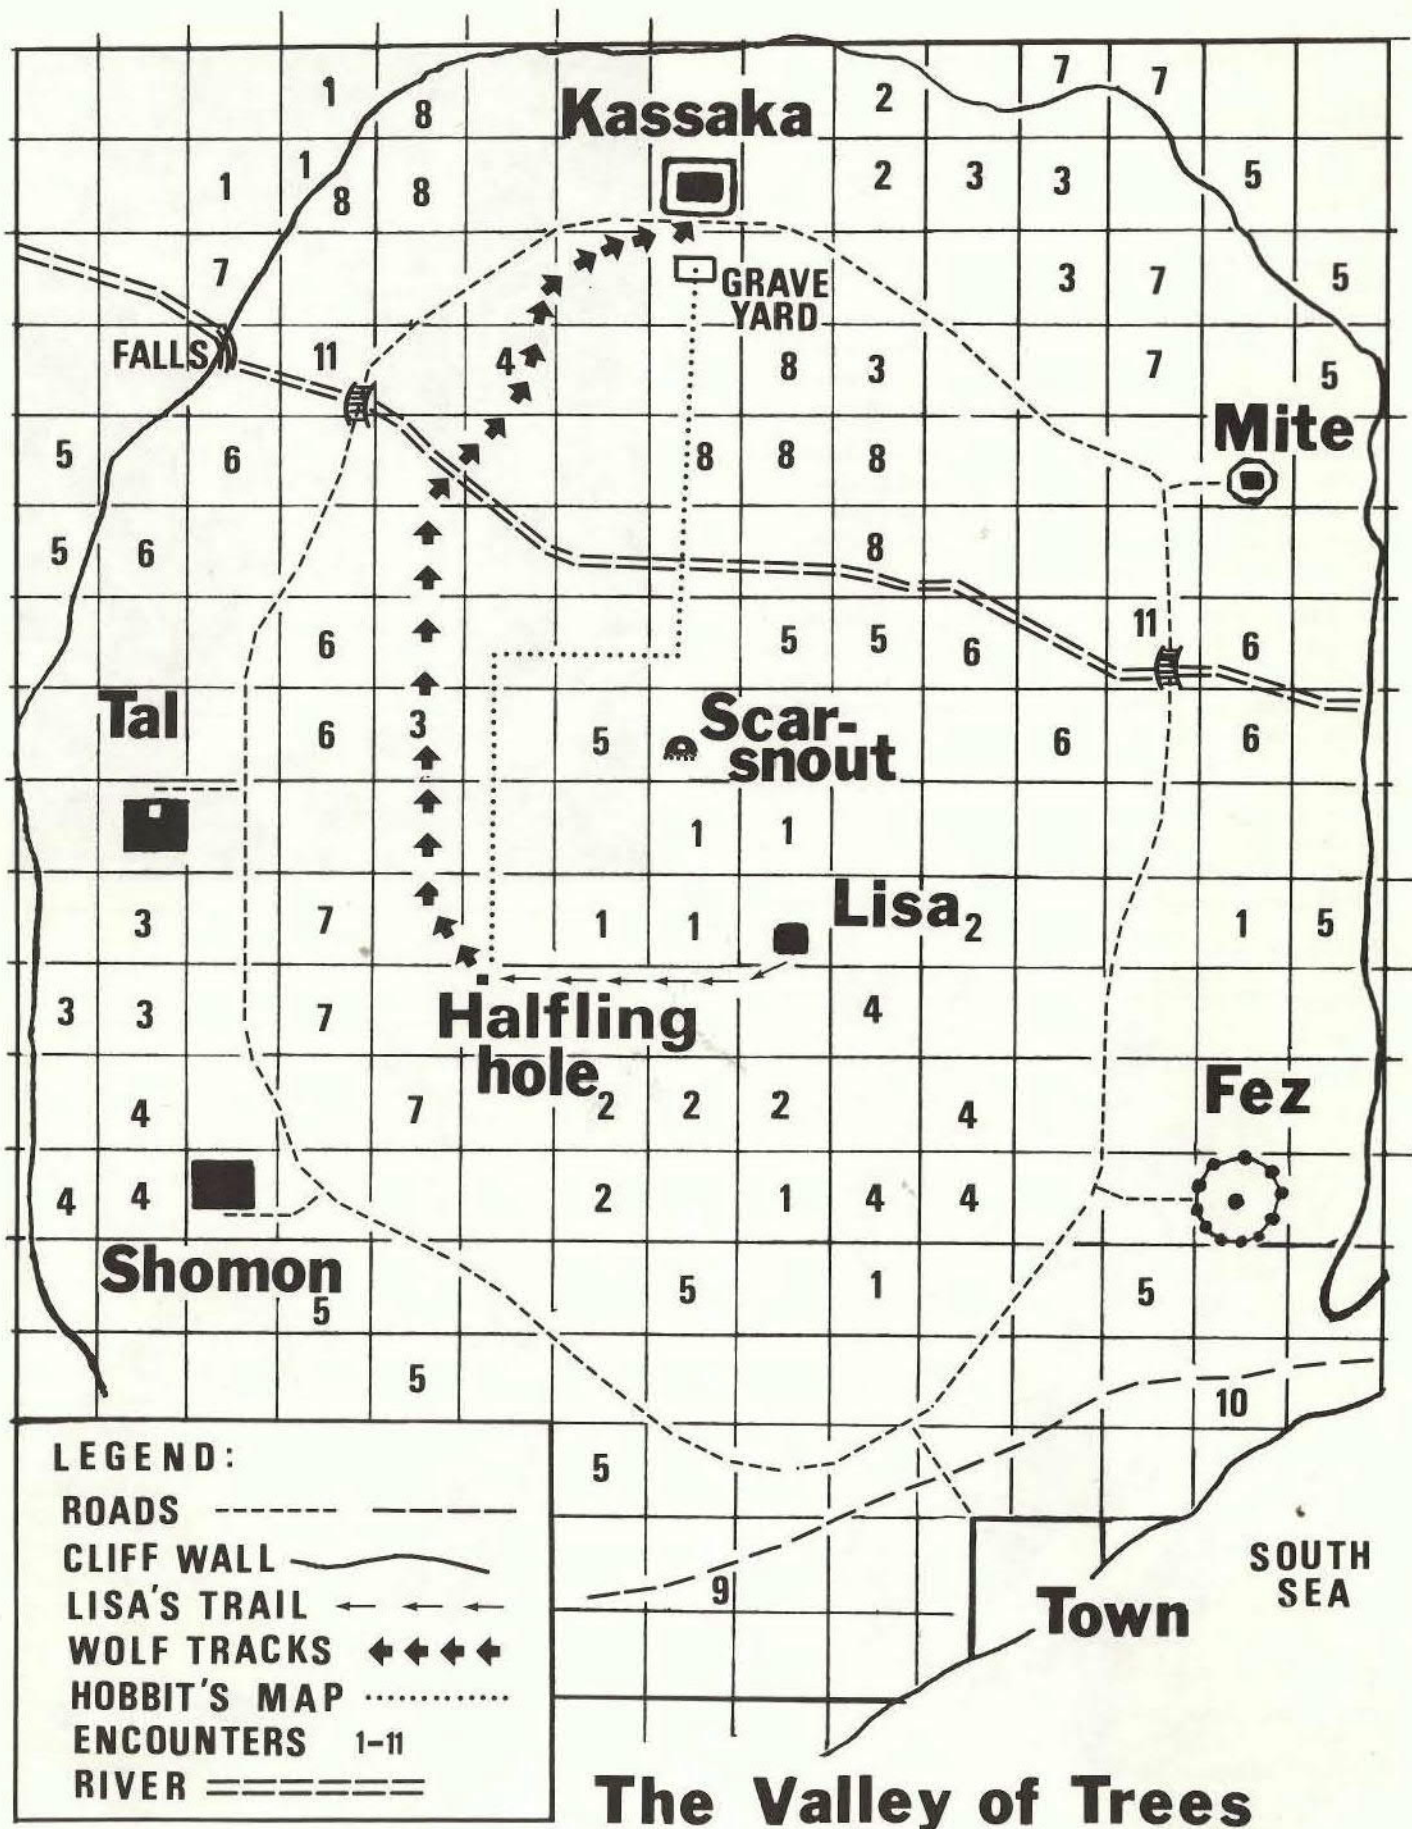 1 8 Kassaka 2 7 7
1 1 8 8 2 3 3 5
7 GRAVE 3 7 5
YARD
FALLS 11 4 8 3 7 5
Mite
5 6 8 8 8
5 6 8
6 5 5 6 11 6
Tal Scar-
6 3 5 snout 6 6
1 1
3 7 1 1 Lisa 2 1 5
3 3 7 Halfling 4
hole Fez
4 7 2 2 2 4
4 4 2 1 4 4
Shomon 5 1 5
5
5 10
5
9
Town
SOUTH
SEA
LEGEND:
ROADS
CLIFF WALL
LISA'S TRAIL
WOLF TRACKS
HOBBIT'S MAP
ENCOUNTERS 1-11
RIVER
The Valley of Trees